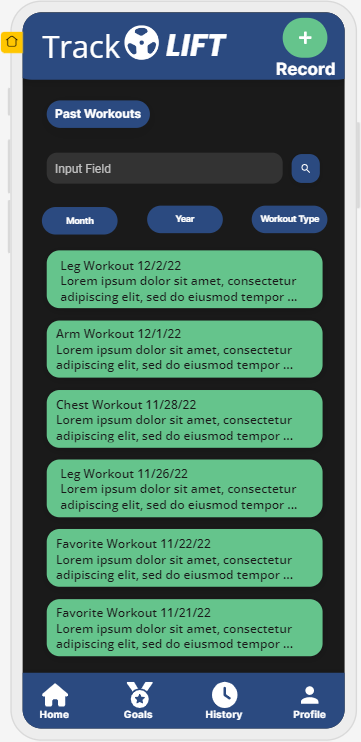 Track LIFT
+
Record
Past Workouts
Input Field
Month Year Workout Type
Leg Workout 12/2/22
Lorem ipsum dolor sit amet, consectetur
adipiscing elit, sed do eiusmod tempor ...
Arm Workout 12/1/22
Lorem ipsum dolor sit amet, consectetur
adipiscing elit, sed do eiusmod tempor ...
Chest Workout 11/28/22
Lorem ipsum dolor sit amet, consectetur
adipiscing elit, sed do eiusmod tempor ...
Leg Workout 11/26/22
Lorem ipsum dolor sit amet, consectetur
adipiscing elit, sed do eiusmod tempor ...
Favorite Workout 11/22/22
Lorem ipsum dolor sit amet, consectetur
adipiscing elit, sed do eiusmod tempor ...
Favorite Workout 11/21/22
Lorem ipsum dolor sit amet, consectetur
adipiscing elit, sed do eiusmod tempor ...
Home Goals History Profile